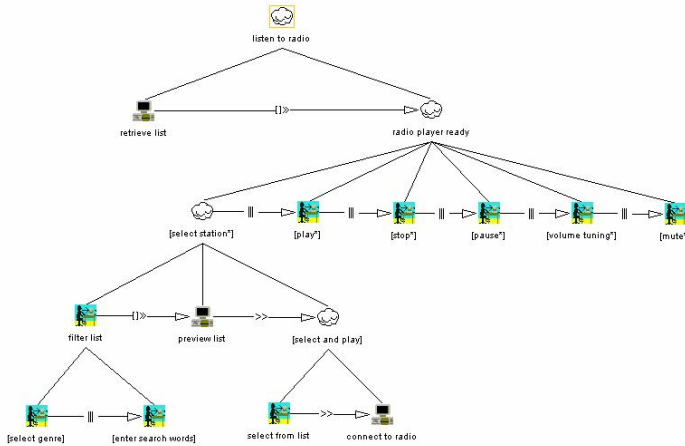 listen to radio
[]»
retrieve list
radio player ready
||| ||| ||| ||| |||
[select station*] [play*] [stop*] [pause*] [volume tuning*] [mute*
[]» >>
filter list preview list [select and play]
||| >>
[select genre] [enter search words] select from list connect to radio